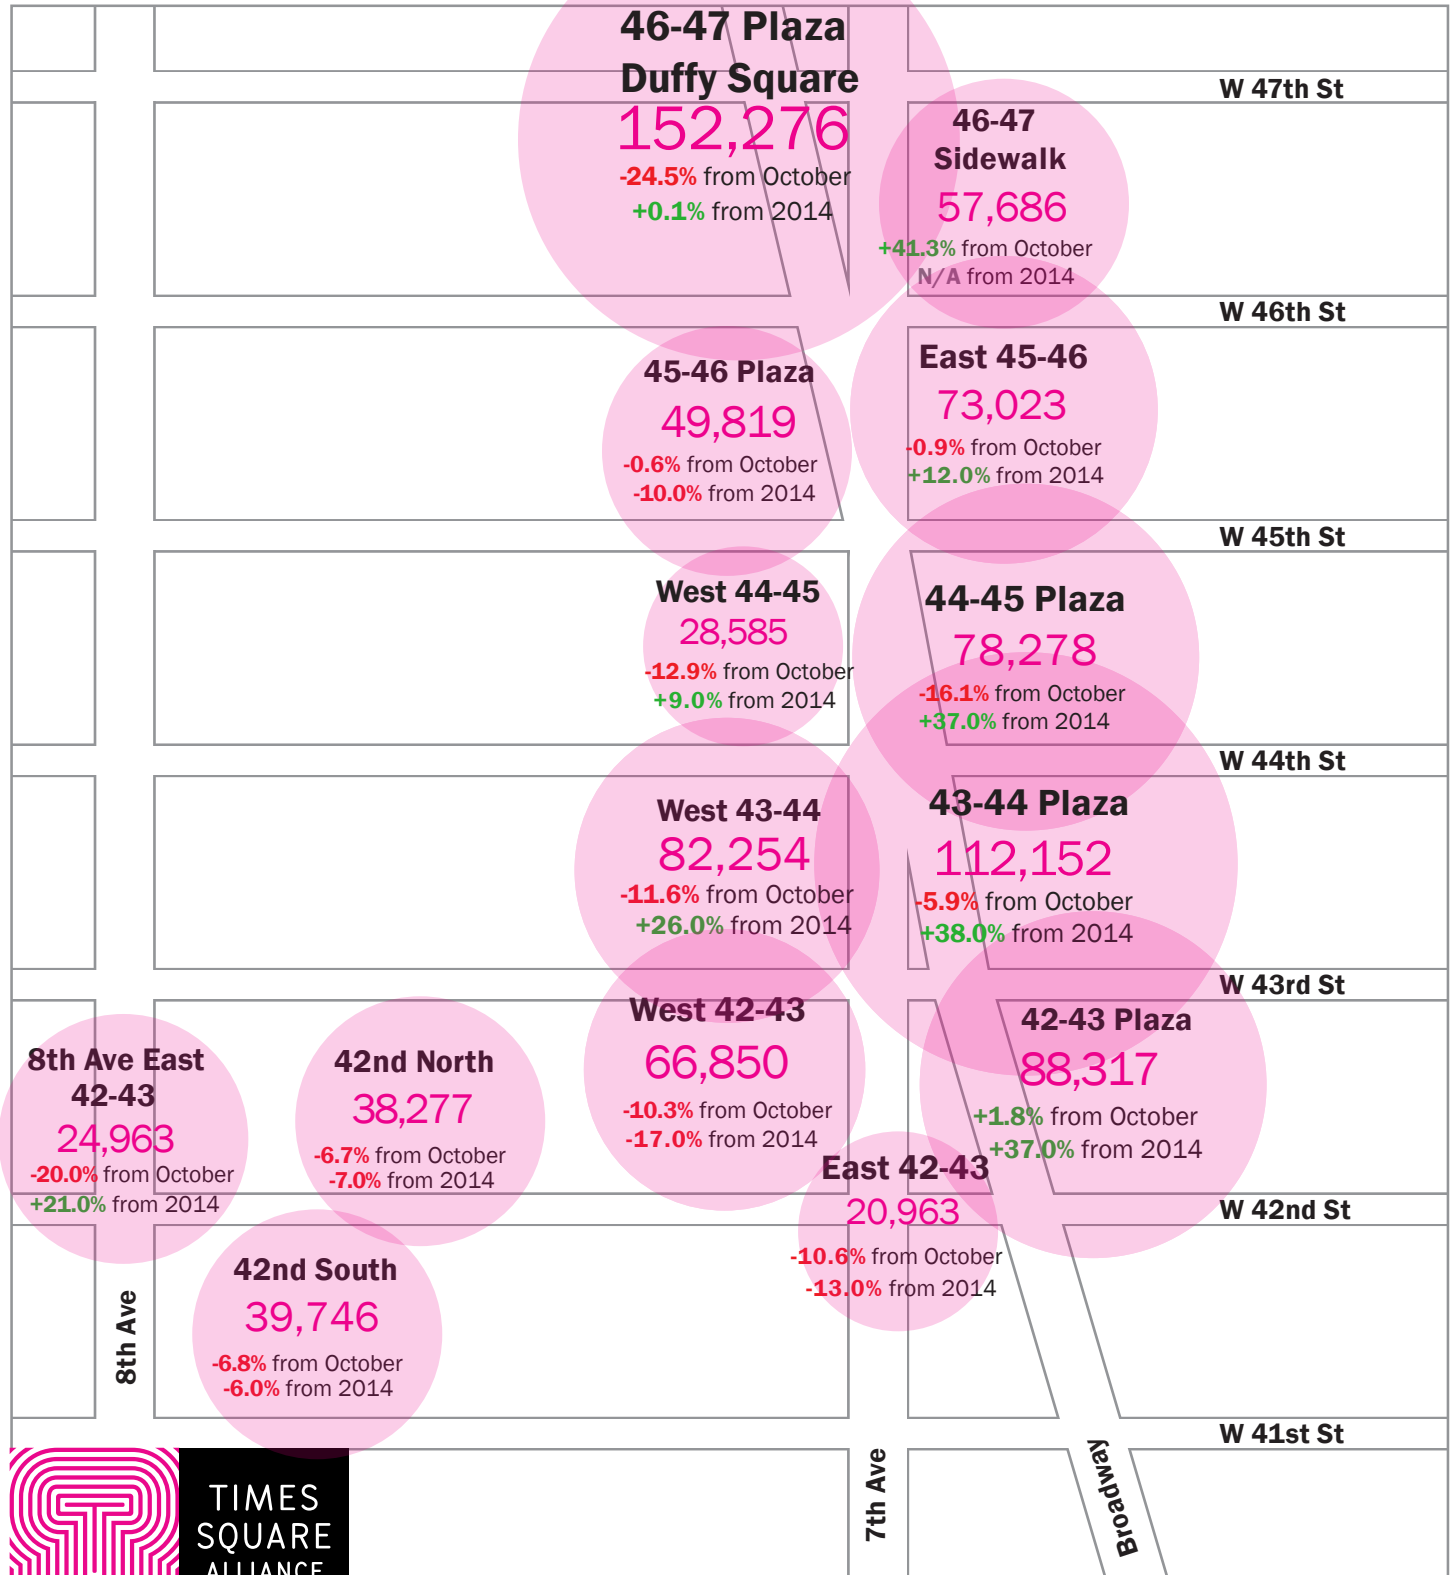 46-47 Plaza
Duffy Square
152,276
-24.5% from October
+0.1% from 2014
W 47th St
46-47
Sidewalk
57,686
+41.3% from October
N/A from 2014
W 46th St
45-46 Plaza
49,819
-0.6% from October
-10.0% from 2014
East 45-46
73,023
-0.9% from October
+12.0% from 2014
W 45th St
West 44-45
28,585
-12.9% from October
+9.0% from 2014
44-45 Plaza
78,278
-16.1% from October
+37.0% from 2014
W 44th St
West 43-44
82,254
-11.6% from October
+26.0% from 2014
43-44 Plaza
112,152
-5.9% from October
+38.0% from 2014
W 43rd St
8th Ave East
42-43
24,963
-20.0% from October
+21.0% from 2014
42nd North
38,277
-6.7% from October
-7.0% from 2014
West 42-43
66,850
-10.3% from October
-17.0% from 2014
42-43 Plaza
88,317
+1.8% from October
+37.0% from 2014
East 42-43
20,963
-10.6% from October
-13.0% from 2014
W 42nd St
42nd South
39,746
-6.8% from October
-6.0% from 2014
8th Ave
W 41st St
7th Ave
Broadway
TIMES
SQUARE
ALLIANCE